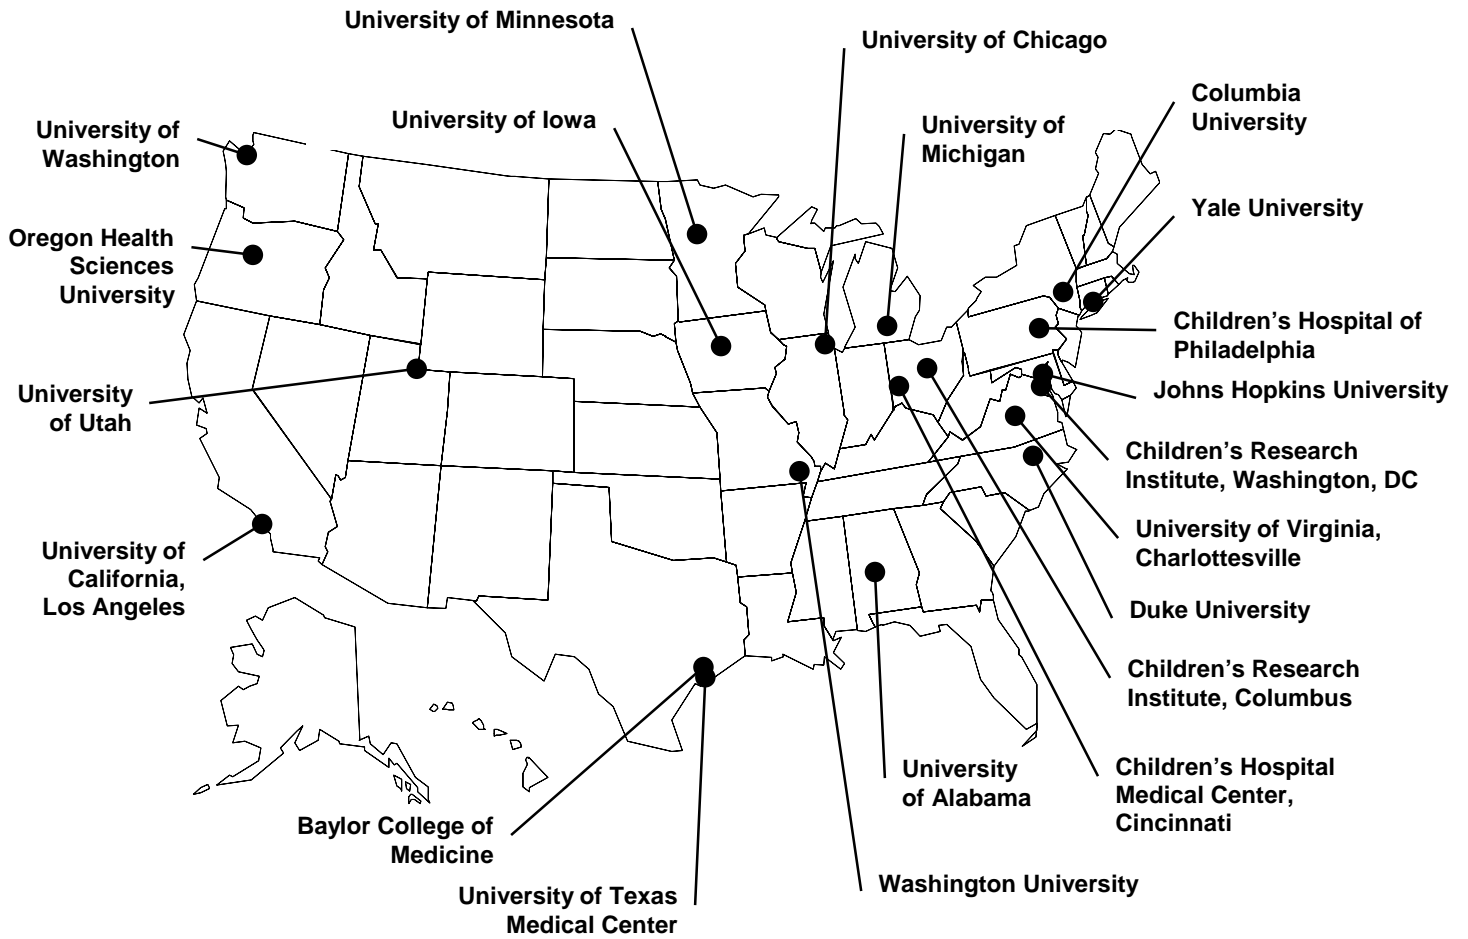 University of Minnesota
University of Chicago
Columbia
University
University of Iowa
University of
Michigan
University of
Washington
Yale University
Oregon Health
Sciences
University
Children’s Hospital of
Philadelphia
University
of Utah
Johns Hopkins University
Children’s Research
Institute, Washington, DC
University of Virginia,
Charlottesville
University of
California,
Los Angeles
Duke University
Children’s Research
Institute, Columbus
University
of Alabama
Children’s Hospital
Medical Center,
Cincinnati
Baylor College of
Medicine
Washington University
University of Texas
Medical Center